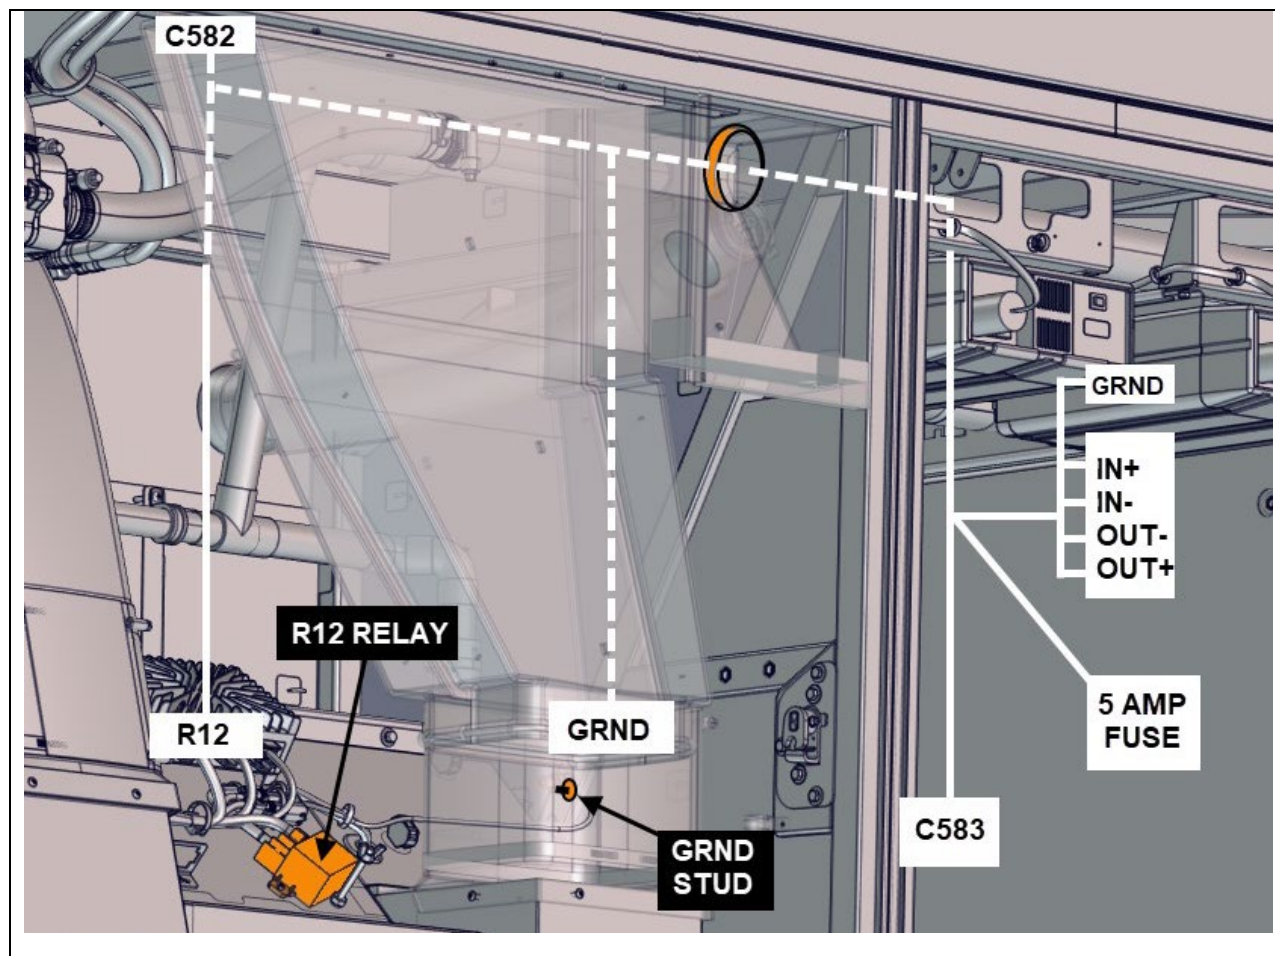 C582
GRND
IN+
IN-
OUT-
OUT+
R12 RELAY
R12
GRND
5 AMP
FUSE
C583
GRND
STUD